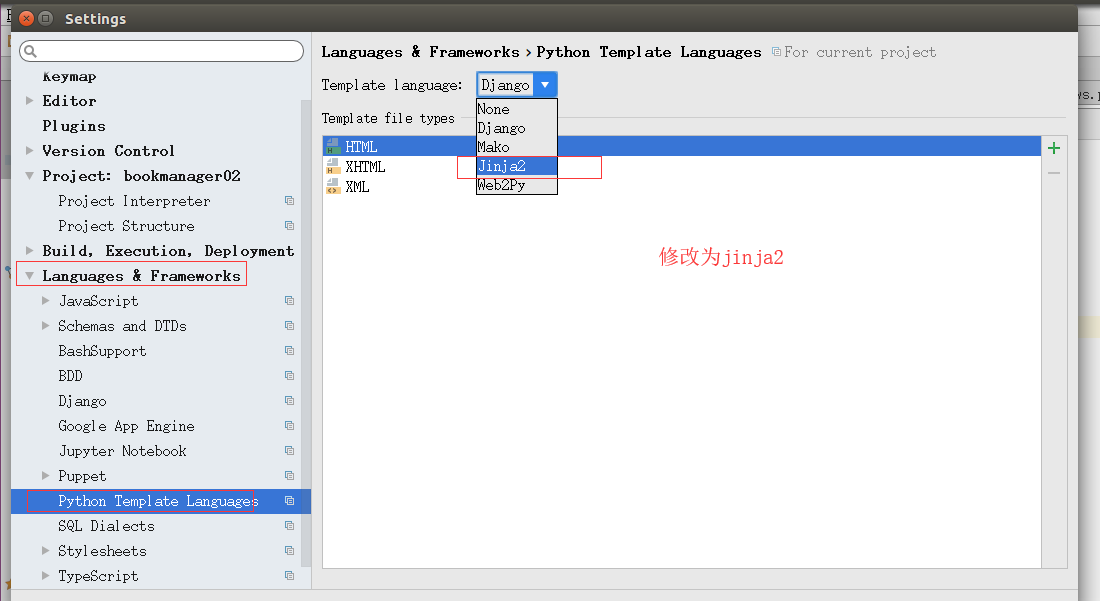 Settings
Languages & Frameworks › Python Template Languages For current project
Keymap
Editor
Plugins
Version Control
Project: bookmanager02
Project Interpreter
Project Structure
Build, Execution, Deployment
Languages & Frameworks
JavaScript
Schemas and DTDs
BashSupport
BDD
Django
Google App Engine
Jupyter Notebook
Puppet
Python Template Languages
SQL Dialects
Stylesheets
TypeScript
Template language: Django
None
Django
Mako
Jinja2
Web2Py
Template file types
HTML
XHTML
XML
修改为jinja2